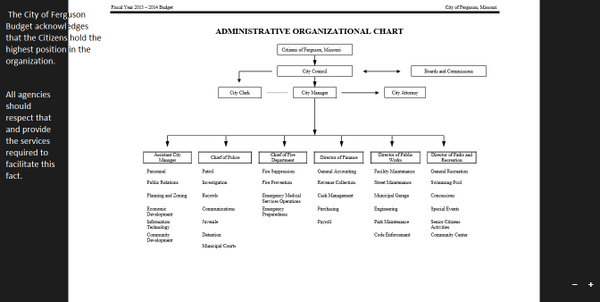 The City of Ferguson
Budget acknowledges
that the Citizens hold the
highest position in the
organization.
All agencies
should
respect that
and provide
the services
required to
facilitate this
fact.
Fiscal Year 2013 – 2014 Budget
City of Ferguson, Missouri
ADMINISTRATIVE ORGANIZATIONAL CHART
Citizens of Ferguson, Missouri
City Council
Boards and Commissions
City Clerk
City Manager
City Attorney
Assistant City
Manager
Personnel
Public Relations
Planning and Zoning
Economic
Development
Information
Technology
Community
Development
Chief of Police
Patrol
Investigation
Records
Communications
Juvenile
Detention
Municipal Courts
Chief of Fire
Department
Fire Suppression
Fire Prevention
Emergency Medical
Services Operations
Emergency
Preparedness
Director of Finance
General Accounting
Revenue Collection
Cash Management
Purchasing
Payroll
Director of Public
Works
Facility Maintenance
Street Maintenance
Municipal Garage
Engineering
Park Maintenance
Code Enforcement
Director of Parks and
Recreation
General Recreation
Swimming Pool
Concessions
Special Events
Senior Citizens
Activities
Community Center